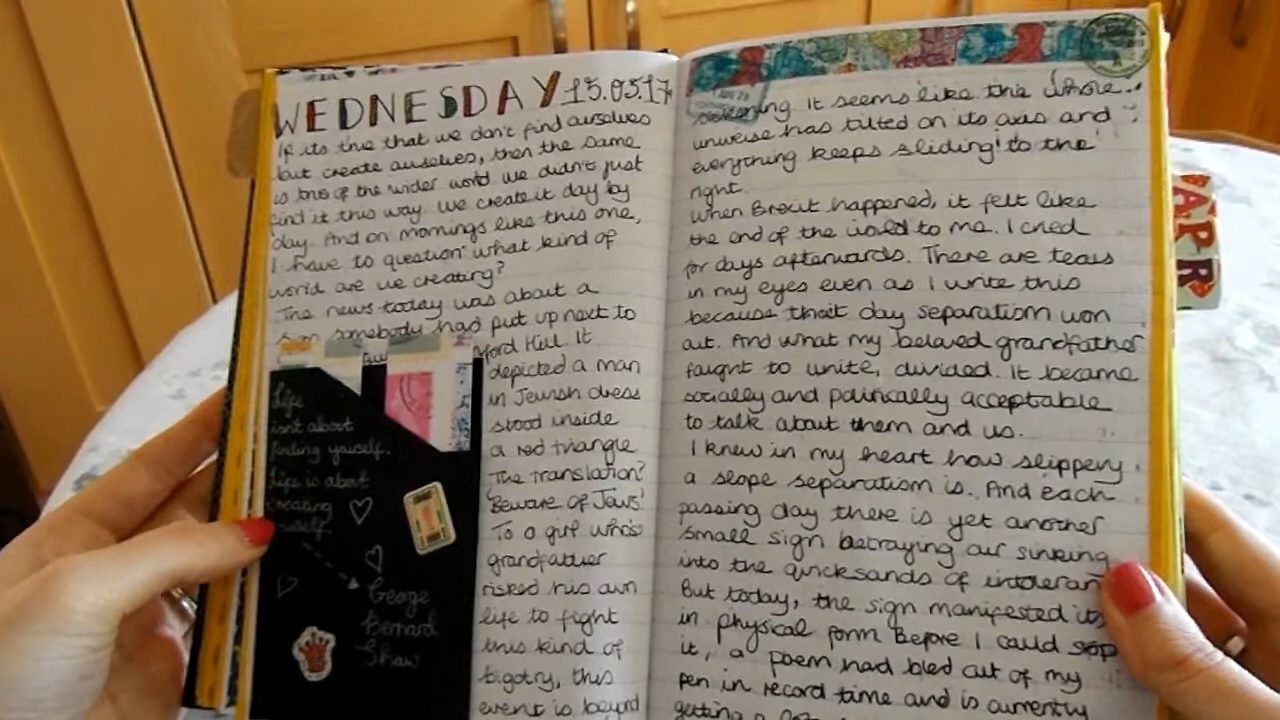 WEDNESDAY 15.03.17
If its true that we don't find ourselves
but create ourselves, then the same
is true of the wider world. We didn't just
find it this way. We create it day by
day. And on mornings like this one,
I have to question what kind of
world are we creating?
The news today was about a
sign somebody had put up next to
ford Hill. It
depicted a man
in Jewish dress
stood inside
a red triangle
The translation?
'Beware of Jews'
To a girl who's
grandfather
risked his own
life to fight
this kind of
bigotry, this
event is beyond
Life
isn't about
finding yourself.
Life is about
creating
George
Bernard
Shaw
sickening. It seems like the whole
universe has tilted on its axis and
everything keeps sliding to the
right.
When Brexit happened, it felt like
the end of the world to me. I cried
for days afterwards. There are tears
in my eyes even as I write this
because that day separatism won
out. And what my beloved grandfather
fought to unite, divided. It became
socially and politically acceptable
to talk about them and us.
I knew in my heart how slippery
a slope separatism is. And each
passing day there is yet another
small sign betraying our sinking
into the quicksands of intoleran
But today, the sign manifested its
in physical form. Before I could stop
it, a poem had bled out of my
pen in record time and is currently
getting a
WAPR